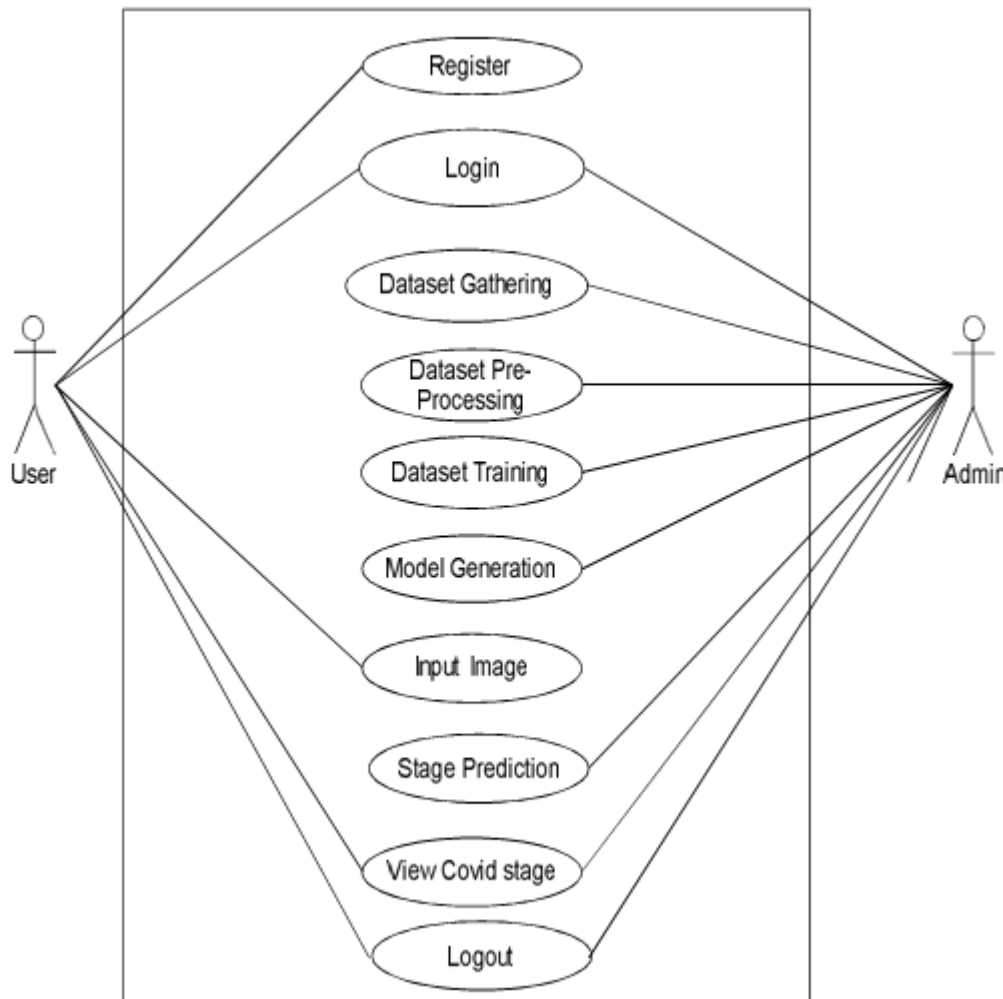 Register
Login
Dataset Gathering
Dataset Pre-
Processing
Dataset Training
User
Admin
Model Generation
Input Image
Stage Prediction
View Covid stage
Logout